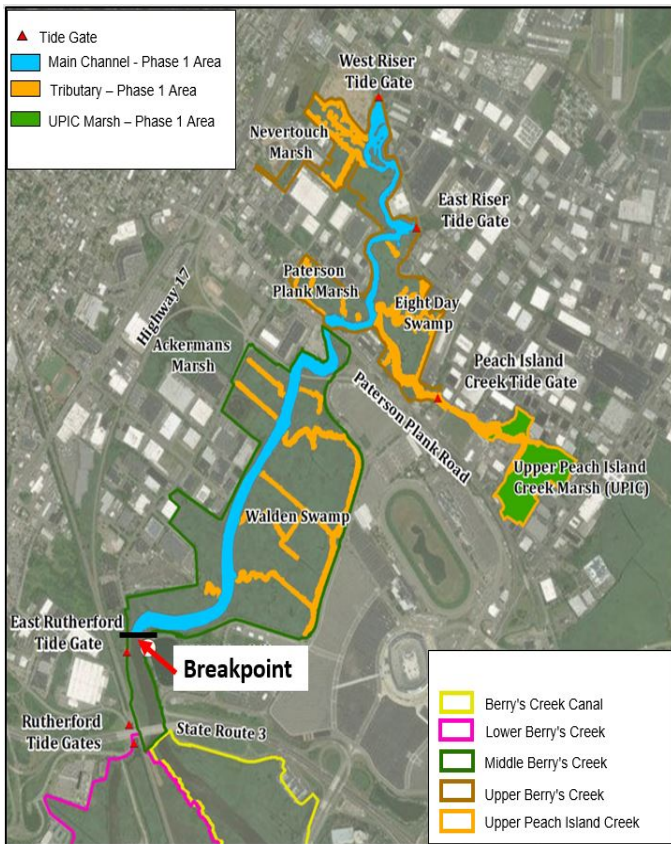 Tide Gate
Main Channel - Phase 1 Area
Tributary – Phase 1 Area
UPIC Marsh – Phase 1 Area
West Riser
Tide Gate
Nevertouch
Marsh
East Riser
Tide Gate
Paterson
Plank Marsh
Eight Day
Swamp
Highway 17
Ackermans
Marsh
Peach Island
Creek Tide Gate
Paterson Plank Road
Upper Peach Island
Creek Marsh (UPIC)
Walden Swamp
East Rutherford
Tide Gate
Breakpoint
Rutherford
Tide Gates
State Route 3
Berry's Creek Canal
Lower Berry's Creek
Middle Berry's Creek
Upper Berry's Creek
Upper Peach Island Creek